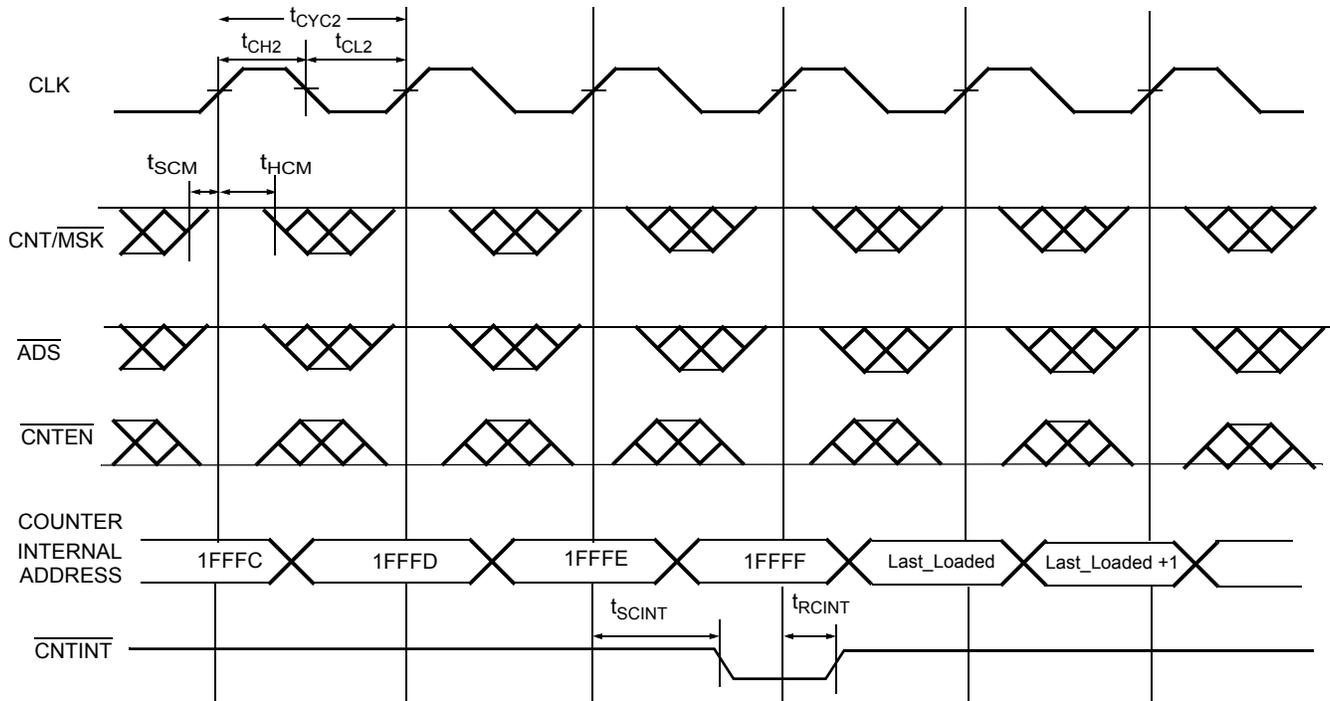 tCYC2
tCH2 tCL2
CLK
tSCM tHCM
CNT/MSK
ADS
CNTEN
COUNTER
INTERNAL
ADDRESS
1FFFC 1FFFD 1FFFE 1FFFF Last_Loaded Last_Loaded +1
tSCINT tRCINT
CNTINT